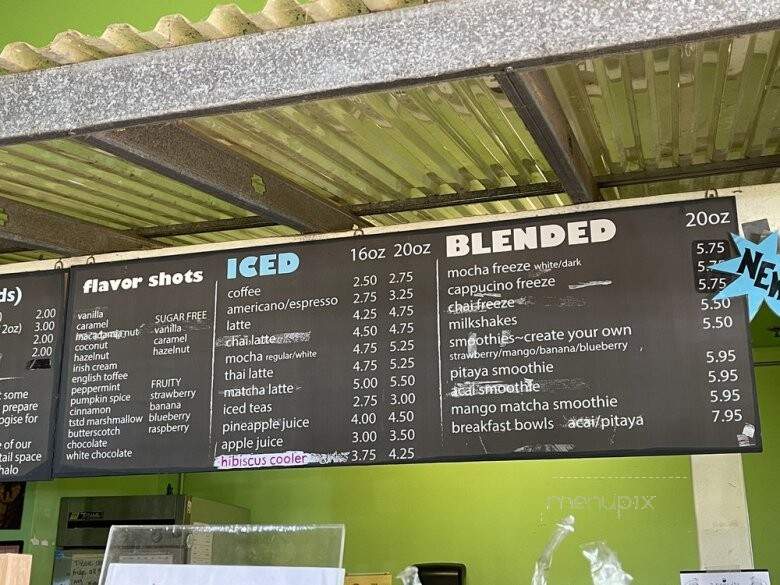 ds)
2.00
2oz) 3.00
2.00
2.00
some
prepare
ogise for
e of our
tail space
halo
flavor shots
vanilla
caramel
macadamia nut
coconut
hazelnut
irish cream
english toffee
peppermint
pumpkin spice
cinnamon
tstd marshmallow
butterscotch
chocolate
white chocolate
SUGAR FREE
vanilla
caramel
hazelnut
FRUITY
strawberry
banana
blueberry
raspberry
ICED 16oz 20oz
coffee 2.50 2.75
americano/espresso 2.75 3.25
latte 4.25 4.75
chai latte 4.50 4.75
mocha regular/white 4.75 5.25
thai latte 4.75 5.25
matcha latte 5.00 5.50
iced teas 2.75 3.00
pineapple juice 4.00 4.50
apple juice 3.00 3.50
hibiscus cooler 3.75 4.25
BLENDED 20oz
mocha freeze white/dark 5.75
cappucino freeze 5.7
chai freeze 5.75
milkshakes 5.50
smoothies~create your own 5.50
strawberry/mango/banana/blueberry
pitaya smoothie 5.95
acai smoothie 5.95
mango matcha smoothie 5.95
breakfast bowls acai/pitaya 7.95
NEW
menupix